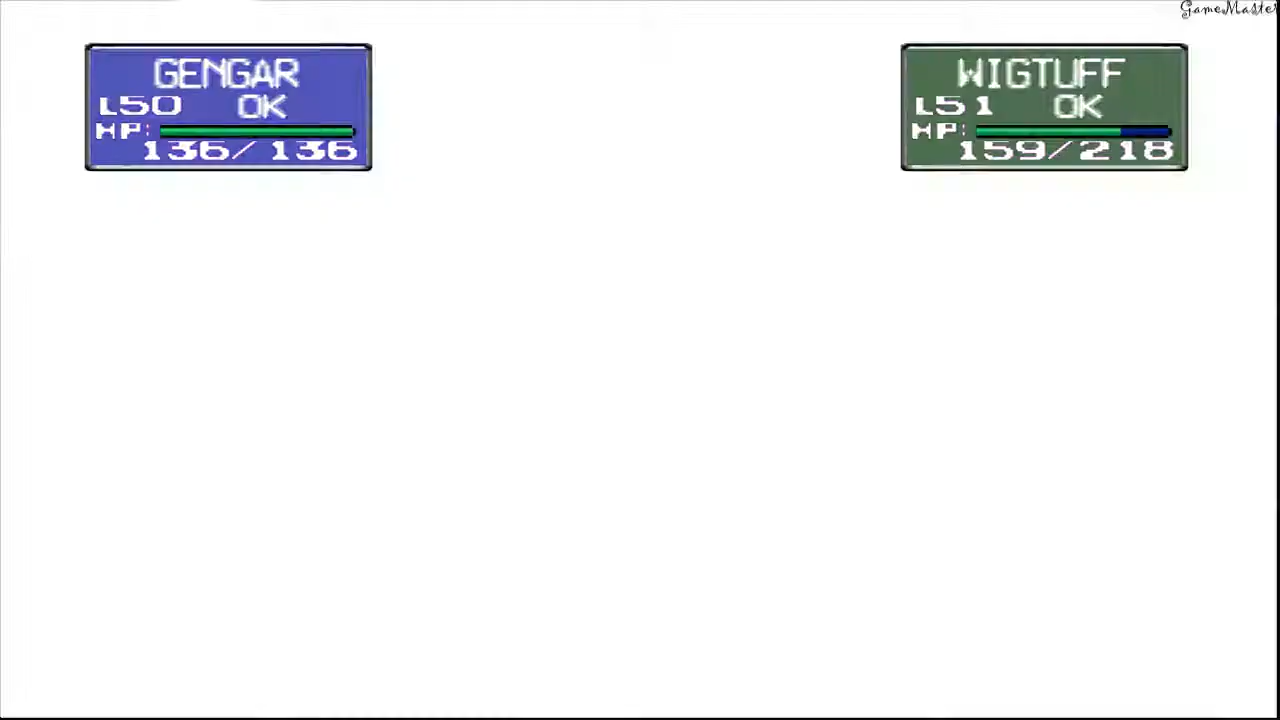 GameMaster
GENGAR
L50 OK
HP:
136/136
WIGTUFF
L51 OK
HP:
159/218